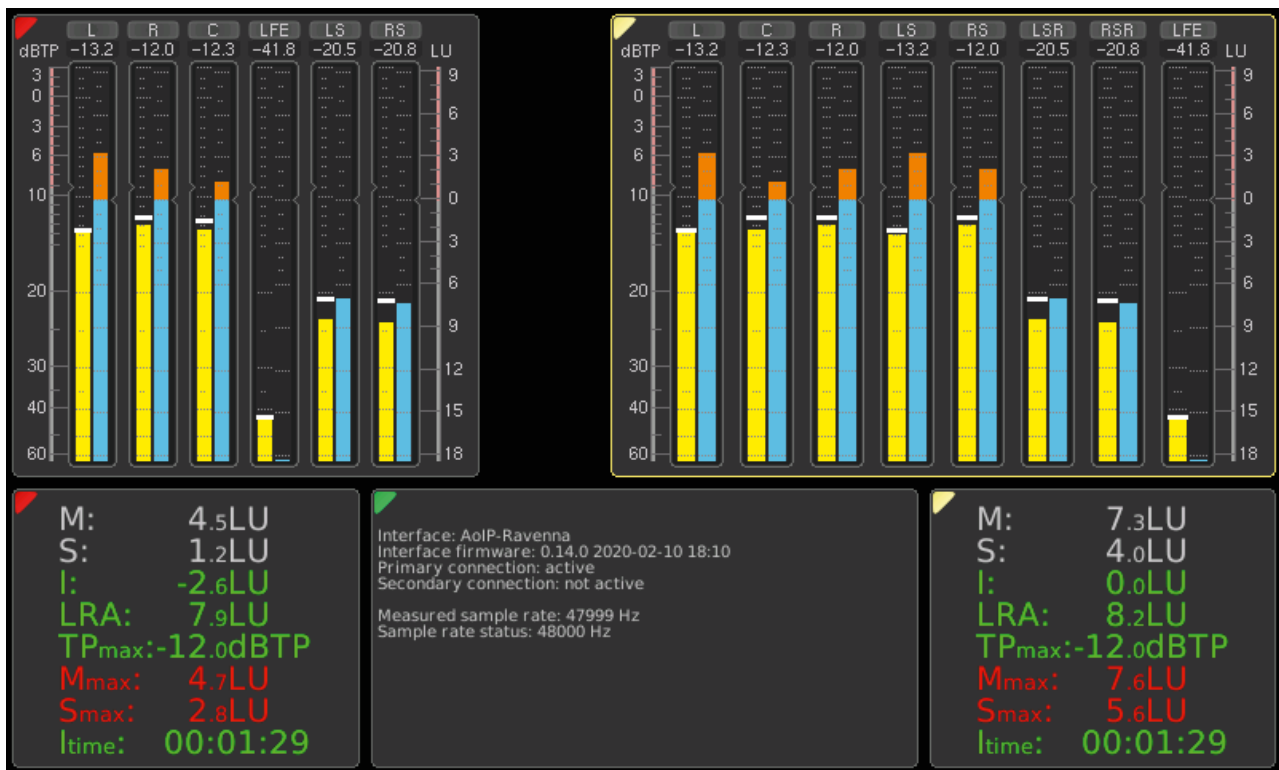 L R C LFE LS RS
dBTP -13.2 -12.0 -12.3 -41.8 -20.5 -20.8 LU
3 9
0
6
3
6 3
10 0
3
20 6
9
30
12
40 15
60 18
L C R LS RS LSR RSR LFE
dBTP -13.2 -12.3 -12.0 -13.2 -12.0 -20.5 -20.8 -41.8 LU
3 9
0
6
3
6 3
10 0
3
20 6
9
30
12
40 15
60 18
M: 4.5LU
S: 1.2LU
I: -2.6LU
LRA: 7.9LU
TPmax:-12.0dBTP
Mmax: 4.7LU
Smax: 2.8LU
Itime: 00:01:29
Interface: AoIP-Ravenna
Interface firmware: 0.14.0 2020-02-10 18:10
Primary connection: active
Secondary connection: not active
Measured sample rate: 47999 Hz
Sample rate status: 48000 Hz
M: 7.3LU
S: 4.0LU
I: 0.0LU
LRA: 8.2LU
TPmax:-12.0dBTP
Mmax: 7.6LU
Smax: 5.6LU
Itime: 00:01:29